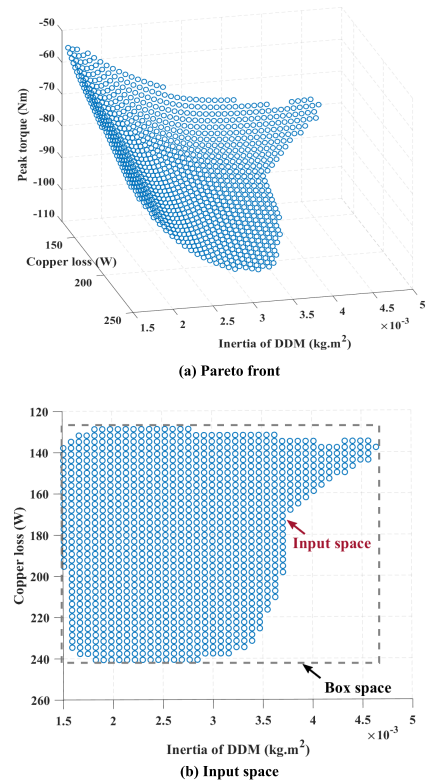 -50
-60
-70
-80
-90
-100
-110
Peak torque (Nm)
150
200
250
Copper loss (W)
1.5 2 2.5 3 3.5 4 4.5 5
×10⁻³
Inertia of DDM (kg.m²)
(a) Pareto front
120
140
160
180
200
220
240
260
Copper loss (W)
Input space
Box space
1.5 2 2.5 3 3.5 4 4.5 5
×10⁻³
Inertia of DDM (kg.m²)
(b) Input space